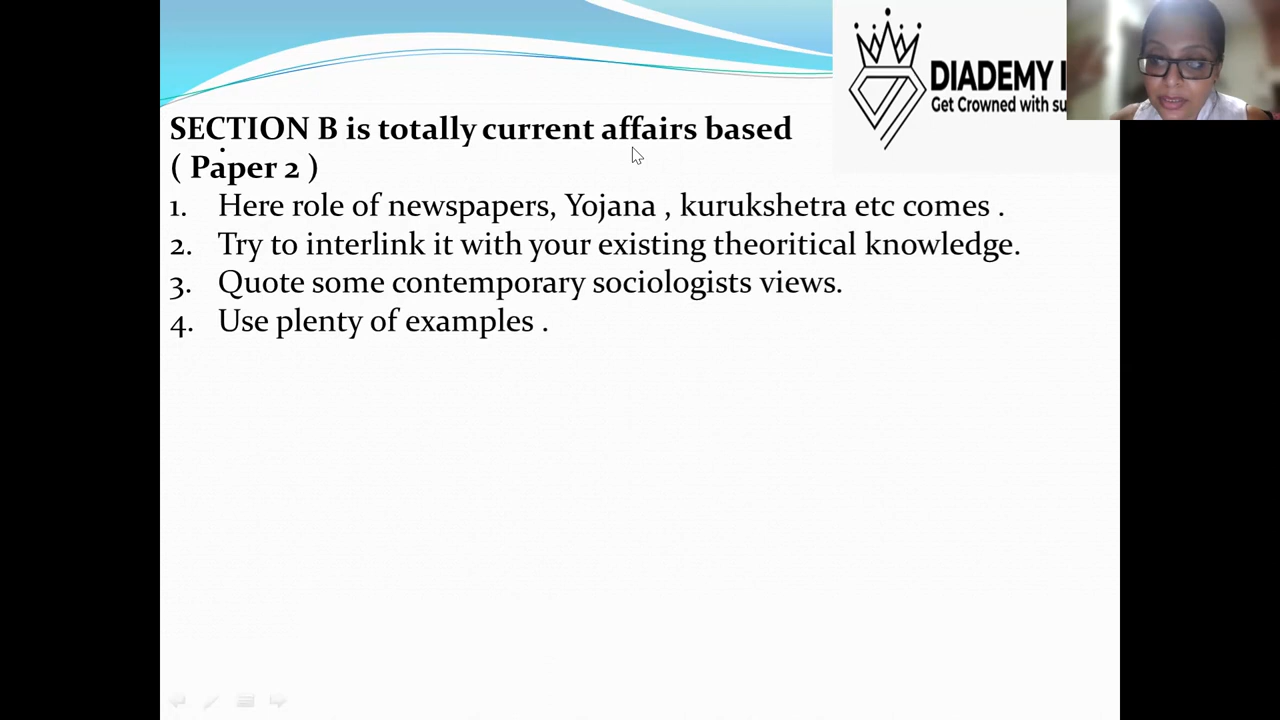 DIADEMY I
Get Crowned with su
SECTION B is totally current affairs based
( Paper 2 )
1. Here role of newspapers, Yojana , kurukshetra etc comes .
2. Try to interlink it with your existing theoritical knowledge.
3. Quote some contemporary sociologists views.
4. Use plenty of examples .